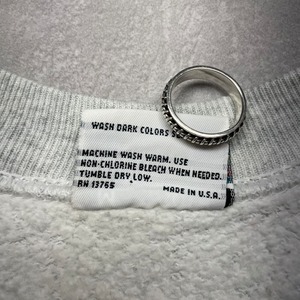 WASH DARK COLORS
MACHINE WASH WARM. USE
NON-CHLORINE BLEACH WHEN NEEDED.
TUMBLE DRY LOW.
RN 13765
MADE IN U.S.A.